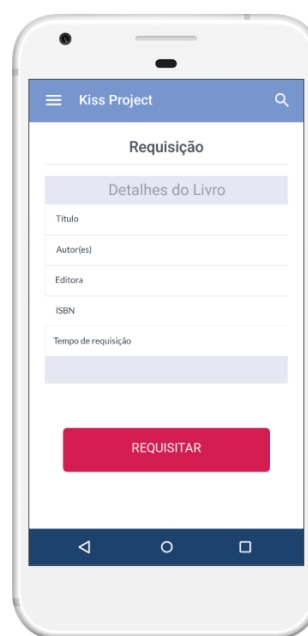 Kiss Project
Requisição
Detalhes do Livro
Título
Autor(es)
Editora
ISBN
Tempo de requisição
REQUISITAR